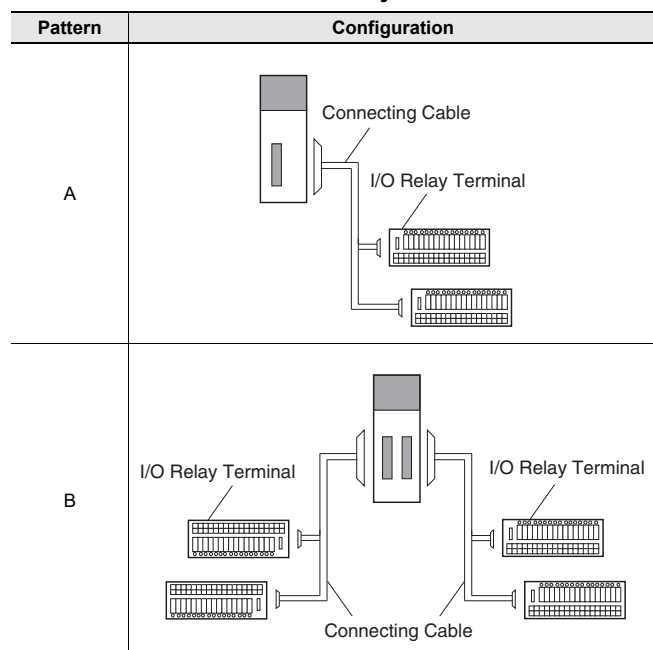 Pattern Configuration
A
Connecting Cable
I/O Relay Terminal
B
I/O Relay Terminal I/O Relay Terminal
Connecting Cable